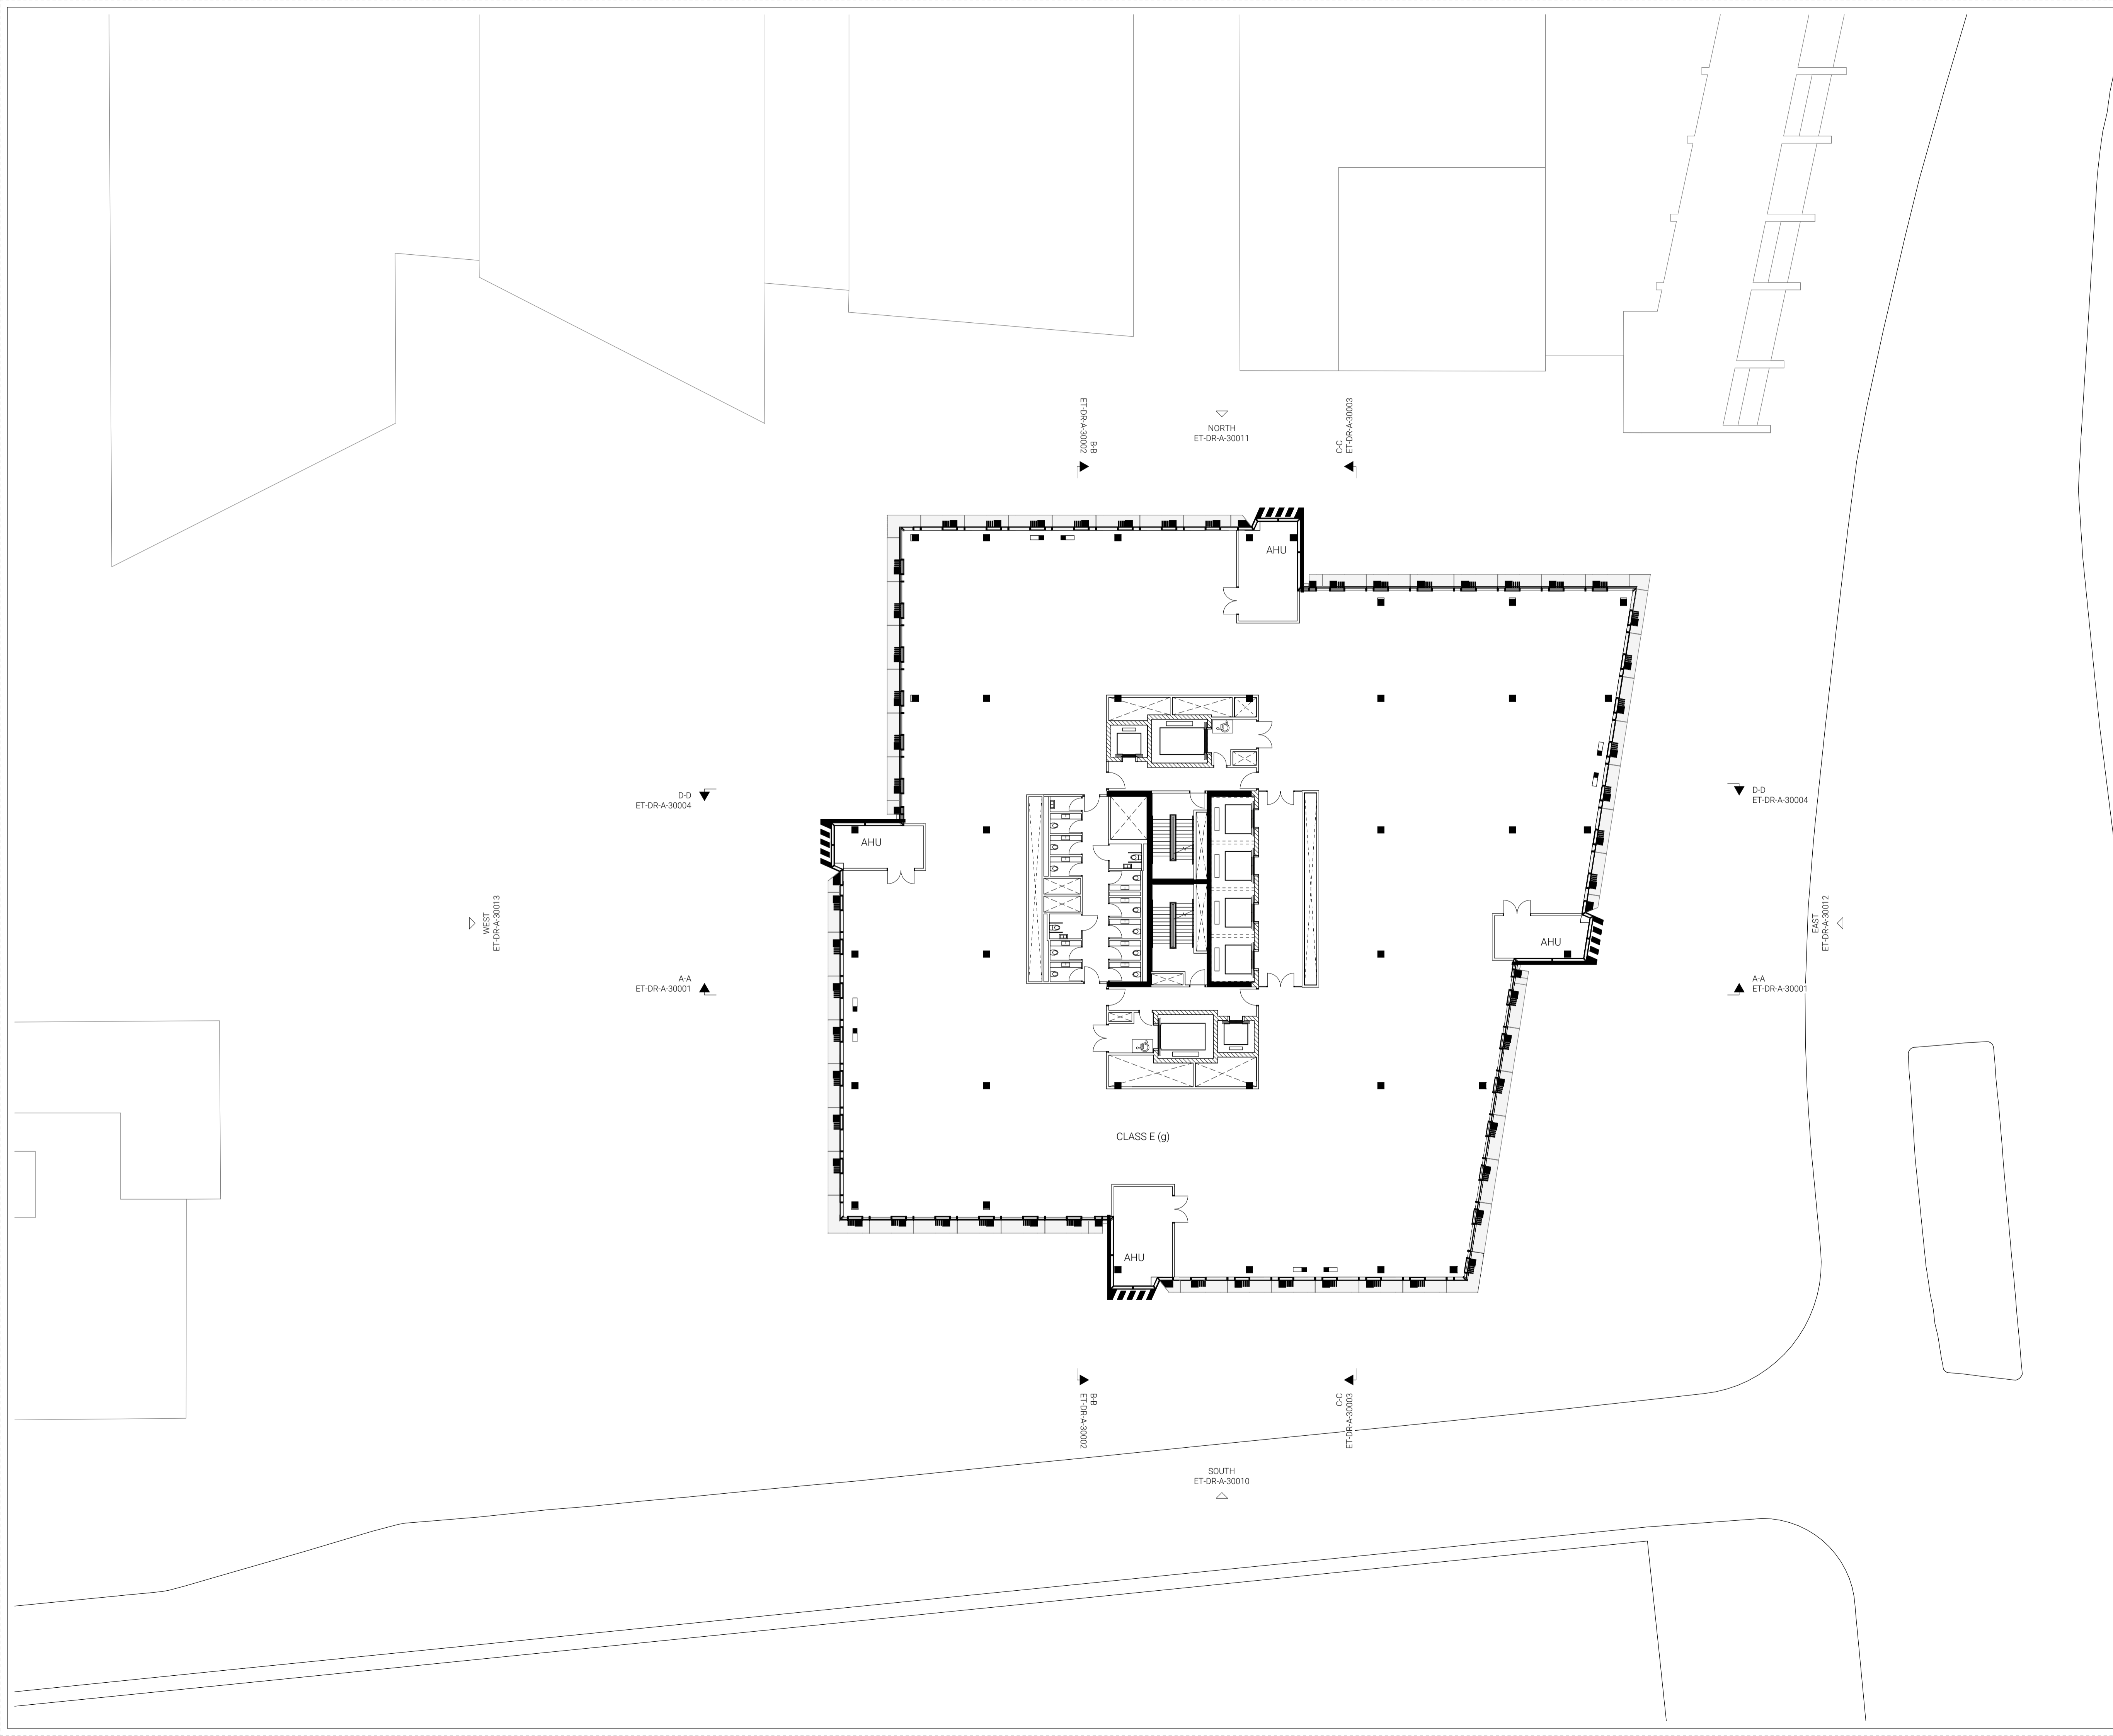 ET-DR-A-30002
B-B
C-C
ET-DR-A-30003
NORTH
ET-DR-A-30011
AHU
D-D
ET-DR-A-30004
D-D
ET-DR-A-30004
AHU
WEST
ET-DR-A-30013
EAST
ET-DR-A-30012
AHU
A-A
ET-DR-A-30001
A-A
ET-DR-A-30001
CLASS E (g)
AHU
B-B
ET-DR-A-30002
C-C
ET-DR-A-30003
SOUTH
ET-DR-A-30010